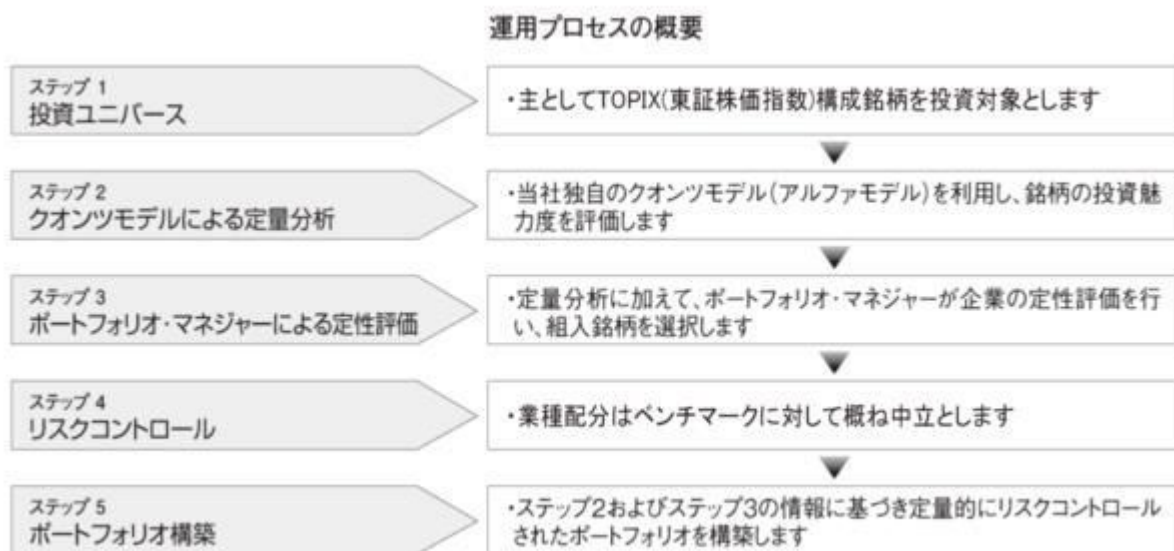 運用プロセスの概要
ステップ 1
投資ユニバース
・主としてTOPIX(東証株価指数)構成銘柄を投資対象とします
ステップ 2
クオンツモデルによる定量分析
・当社独自のクオンツモデル(アルファモデル)を利用し、銘柄の投資魅
力度を評価します
ステップ 3
ポートフォリオ・マネジャーによる定性評価
・定量分析に加えて、ポートフォリオ・マネジャーが企業の定性評価を行
い、組入銘柄を選択します
ステップ 4
リスクコントロール
・業種配分はベンチマークに対して概ね中立とします
ステップ 5
ポートフォリオ構築
・ステップ2およびステップ3の情報に基づき定量的にリスクコントロール
されたポートフォリオを構築します